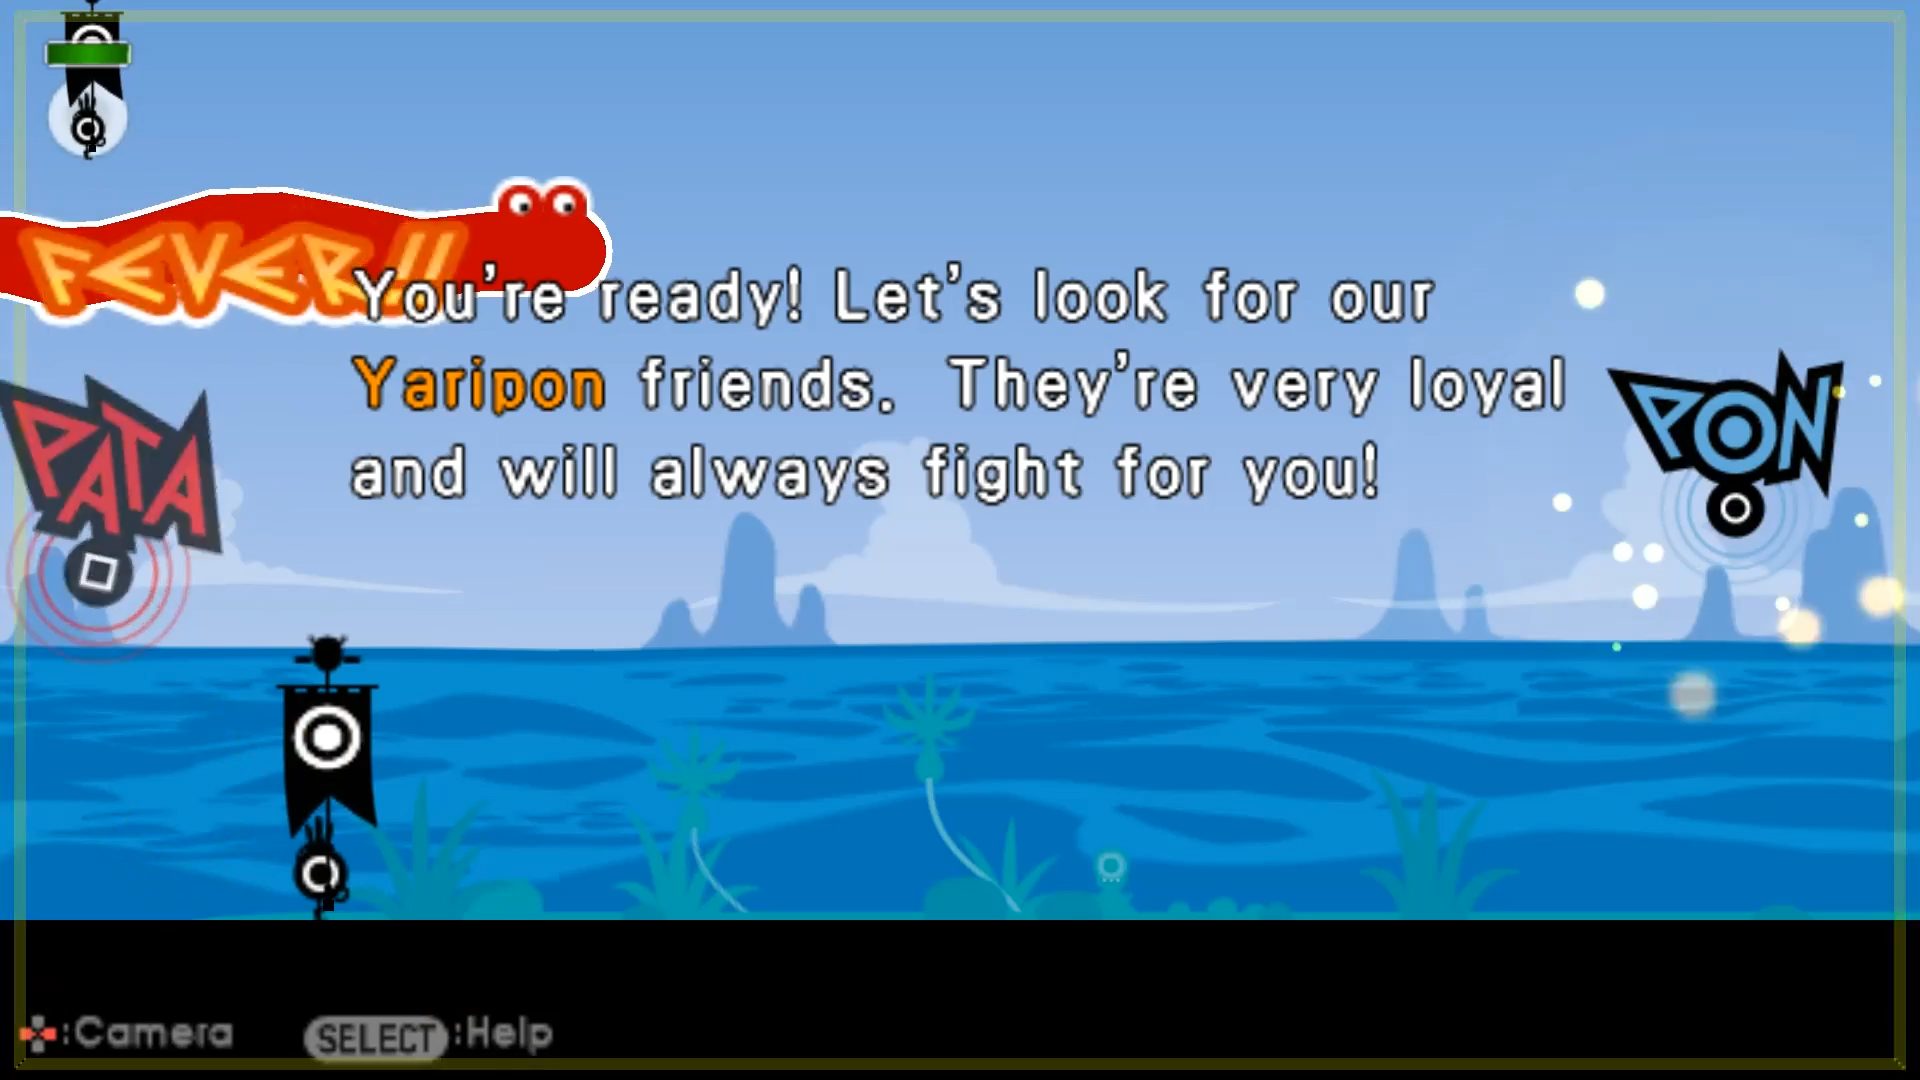 FEVER!!
You're ready! Let's look for our
Yaripon friends. They're very loyal
and will always fight for you!
PATA
PON
:Camera
SELECT :Help